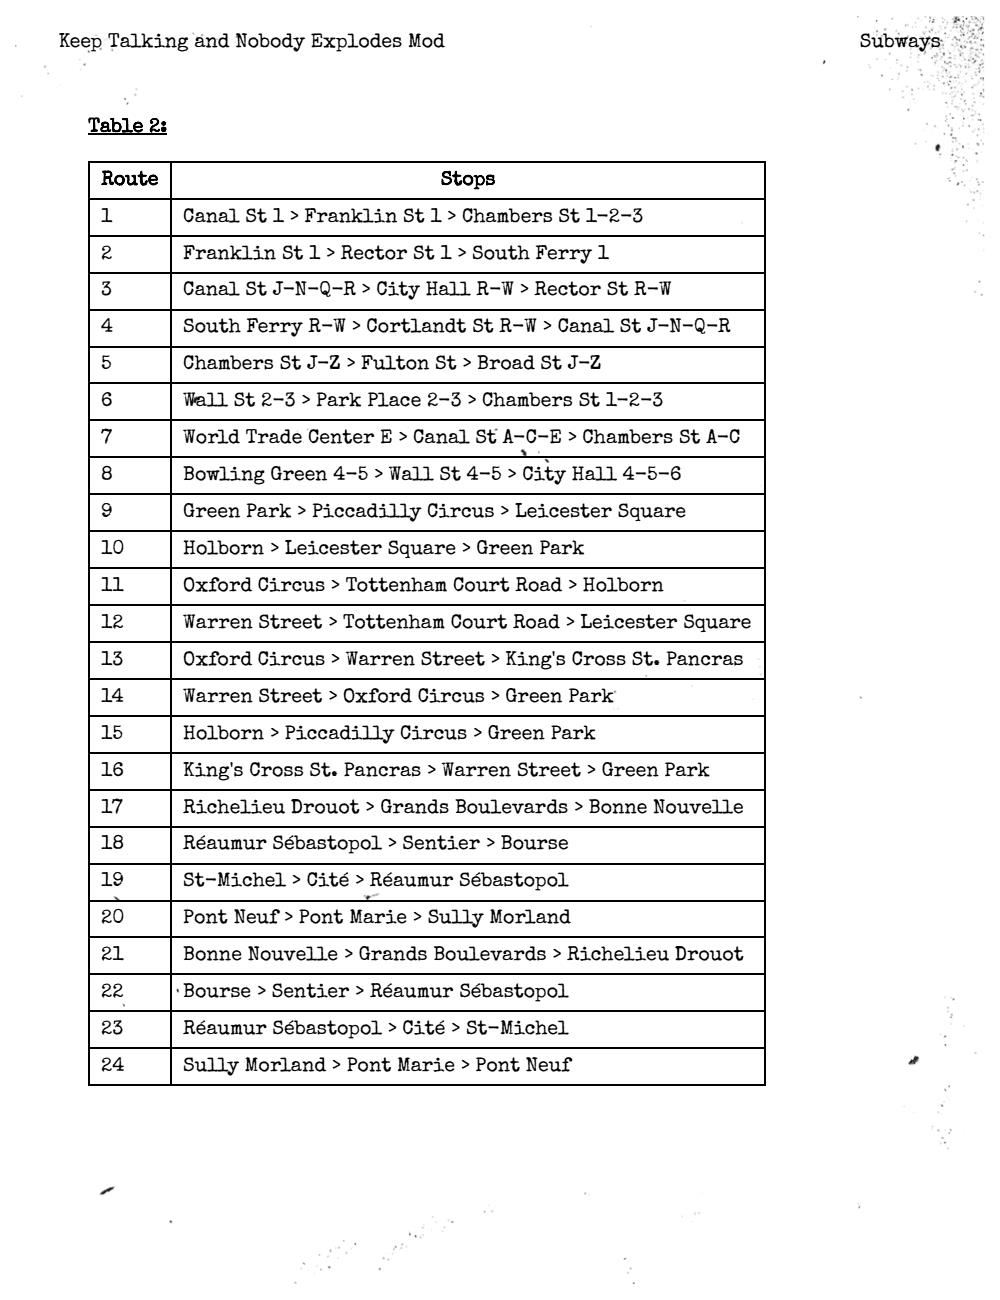 Keep Talking and Nobody Explodes Mod Subways
Table 2:
Route Stops
1 Canal St 1 > Franklin St 1 > Chambers St 1-2-3
2 Franklin St 1 > Rector St 1 > South Ferry 1
3 Canal St J-N-Q-R > City Hall R-W > Rector St R-W
4 South Ferry R-W > Cortlandt St R-W > Canal St J-N-Q-R
5 Chambers St J-Z > Fulton St > Broad St J-Z
6 Wall St 2-3 > Park Place 2-3 > Chambers St 1-2-3
7 World Trade Center E > Canal St A-C-E > Chambers St A-C
8 Bowling Green 4-5 > Wall St 4-5 > City Hall 4-5-6
9 Green Park > Piccadilly Circus > Leicester Square
10 Holborn > Leicester Square > Green Park
11 Oxford Circus > Tottenham Court Road > Holborn
12 Warren Street > Tottenham Court Road > Leicester Square
13 Oxford Circus > Warren Street > King's Cross St. Pancras
14 Warren Street > Oxford Circus > Green Park
15 Holborn > Piccadilly Circus > Green Park
16 King's Cross St. Pancras > Warren Street > Green Park
17 Richelieu Drouot > Grands Boulevards > Bonne Nouvelle
18 Réaumur Sébastopol > Sentier > Bourse
19 St-Michel > Cité > Réaumur Sébastopol
20 Pont Neuf > Pont Marie > Sully Morland
21 Bonne Nouvelle > Grands Boulevards > Richelieu Drouot
22 Bourse > Sentier > Réaumur Sébastopol
23 Réaumur Sébastopol > Cité > St-Michel
24 Sully Morland > Pont Marie > Pont Neuf